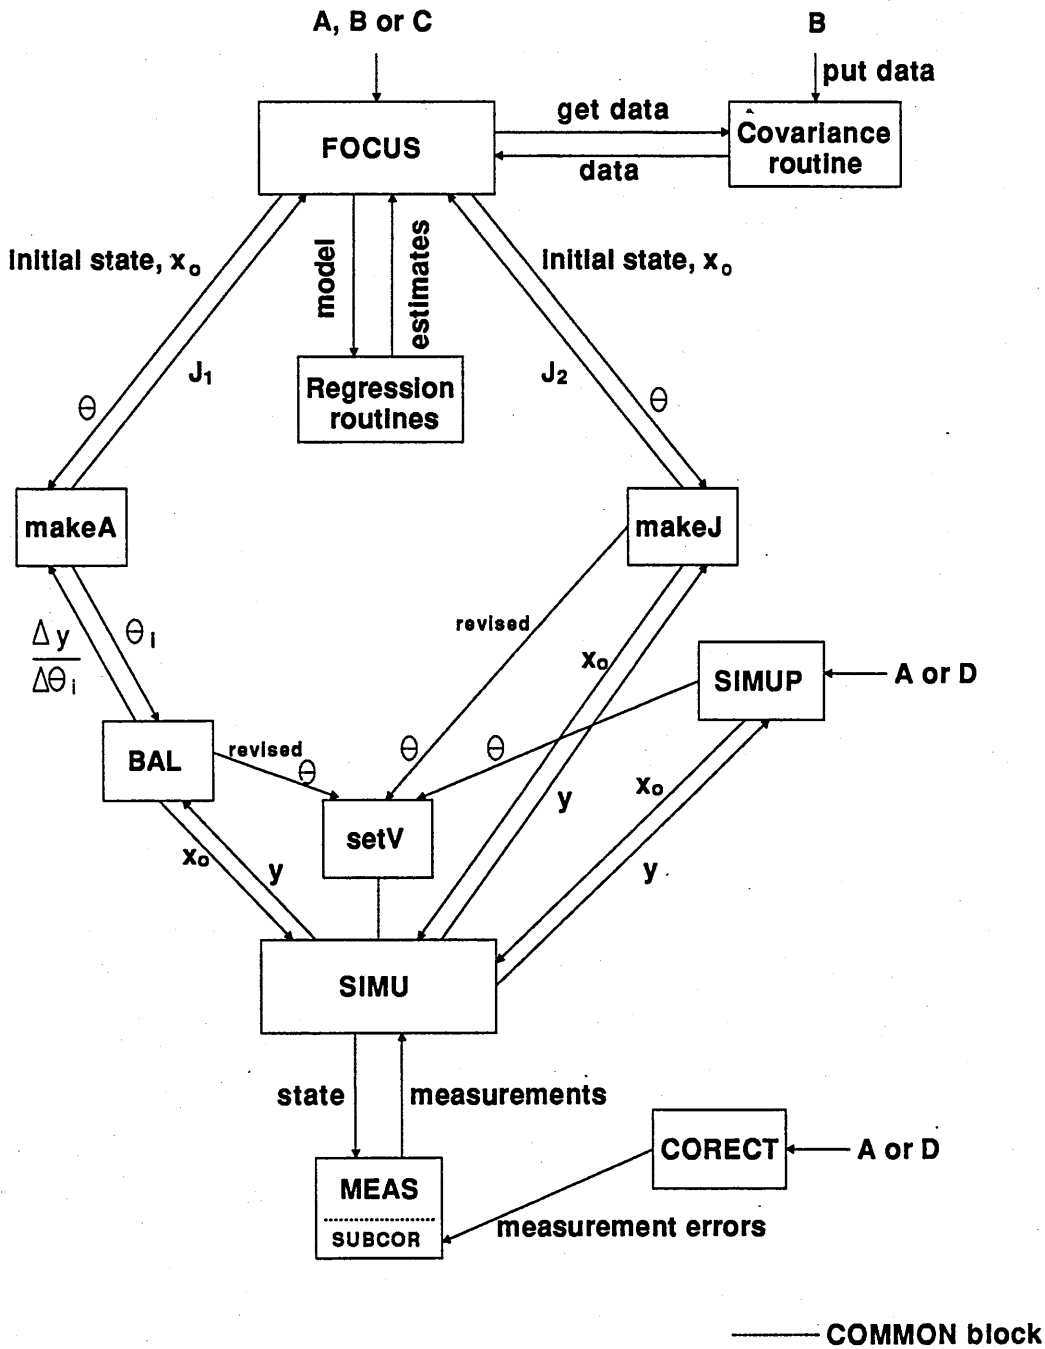 A, B or C
B
put data
FOCUS
get data
data
Covariance
routine
initial state, x₀
model
estimates
initial state, x₀
J₁
J₂
θ
θ
Regression
routines
makeA
makeJ
Δy
Δθᵢ
θᵢ
revised
x₀
SIMUP
A or D
BAL
revised
θ
θ
θ
setV
x₀
y
x₀
y
x₀
y
SIMU
state
measurements
MEAS
SUBCOR
CORECT
A or D
measurement errors
COMMON block